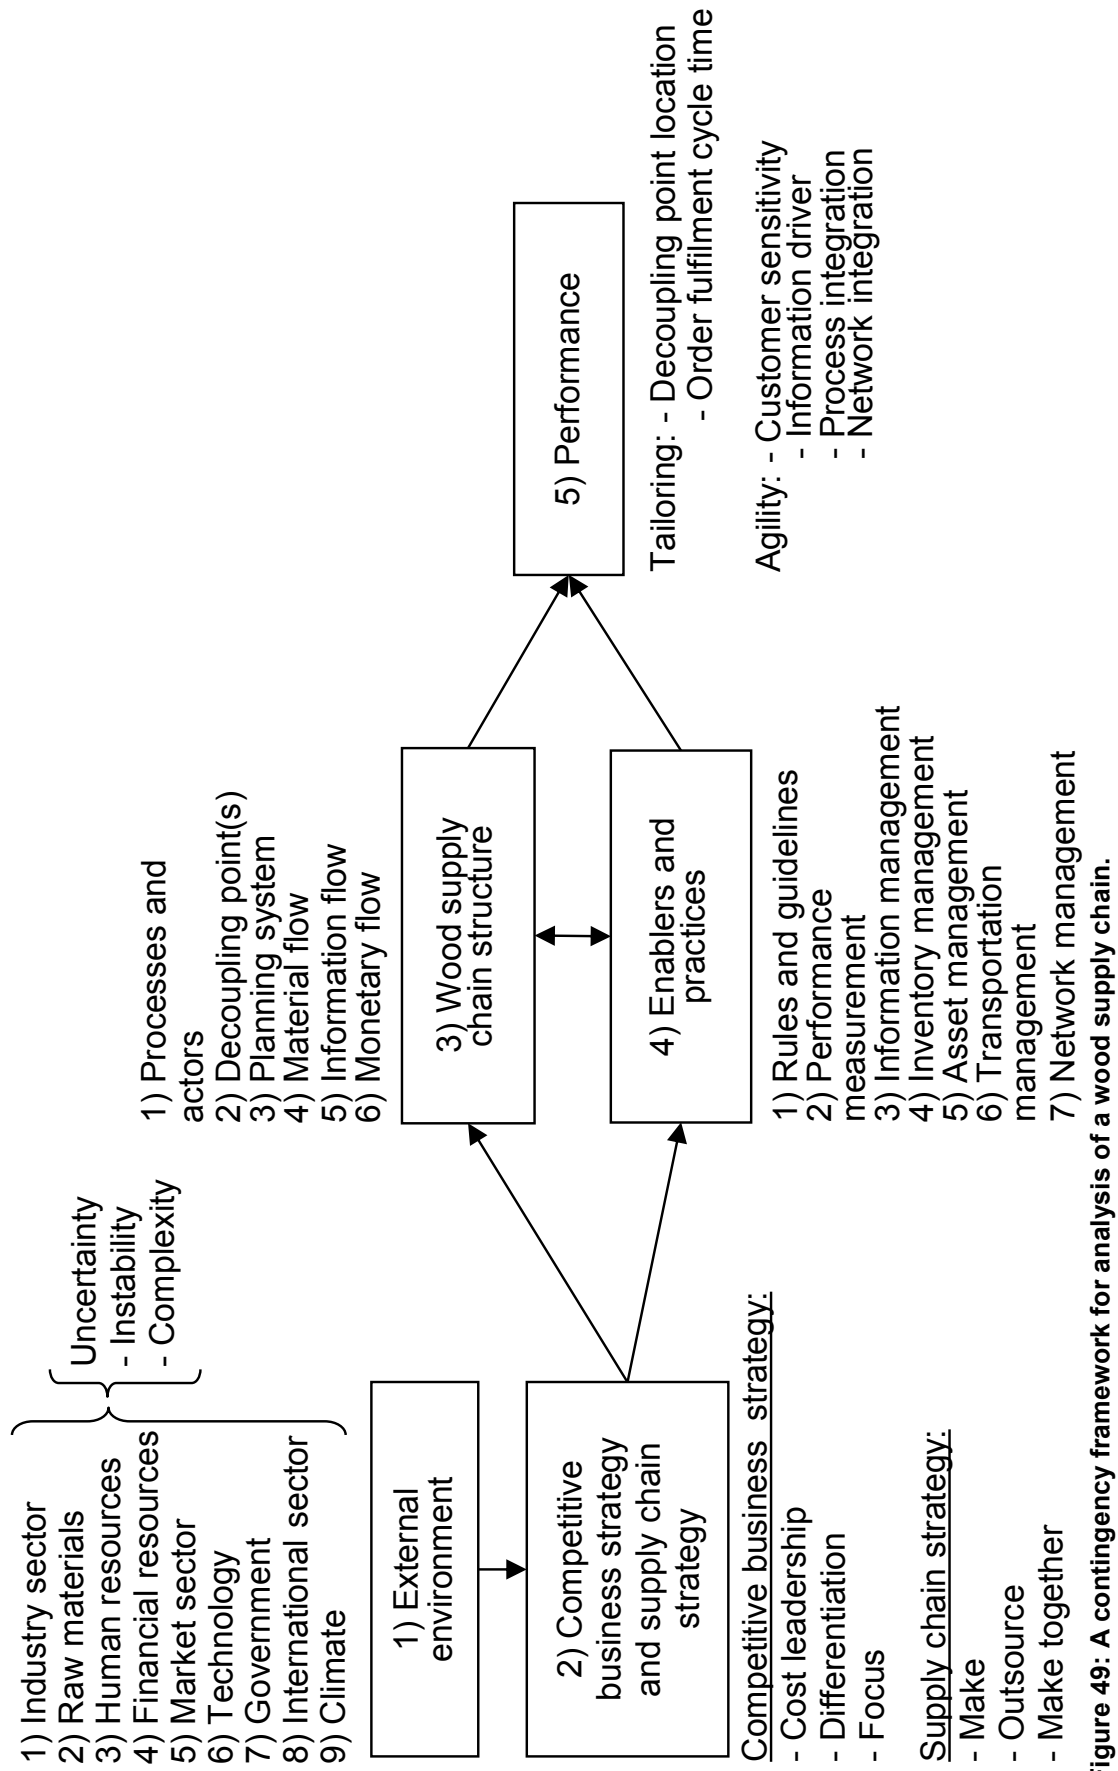 1) Industry sector
2) Raw materials
3) Human resources
4) Financial resources
5) Market sector
6) Technology
7) Government
8) International sector
9) Climate
Uncertainty
- Instability
- Complexity
1) External
environment
2) Competitive
business strategy
and supply chain
strategy
Competitive business strategy:
- Cost leadership
- Differentiation
- Focus
Supply chain strategy:
- Make
- Outsource
- Make together
1) Processes and
actors
2) Decoupling point(s)
3) Planning system
4) Material flow
5) Information flow
6) Monetary flow
3) Wood supply
chain structure
4) Enablers and
practices
1) Rules and guidelines
2) Performance
measurement
3) Information management
4) Inventory management
5) Asset management
6) Transportation
management
7) Network management
5) Performance
Tailoring: - Decoupling point location
- Order fulfilment cycle time
Agility: - Customer sensitivity
- Information driver
- Process integration
- Network integration
Figure 49: A contingency framework for analysis of a wood supply chain.